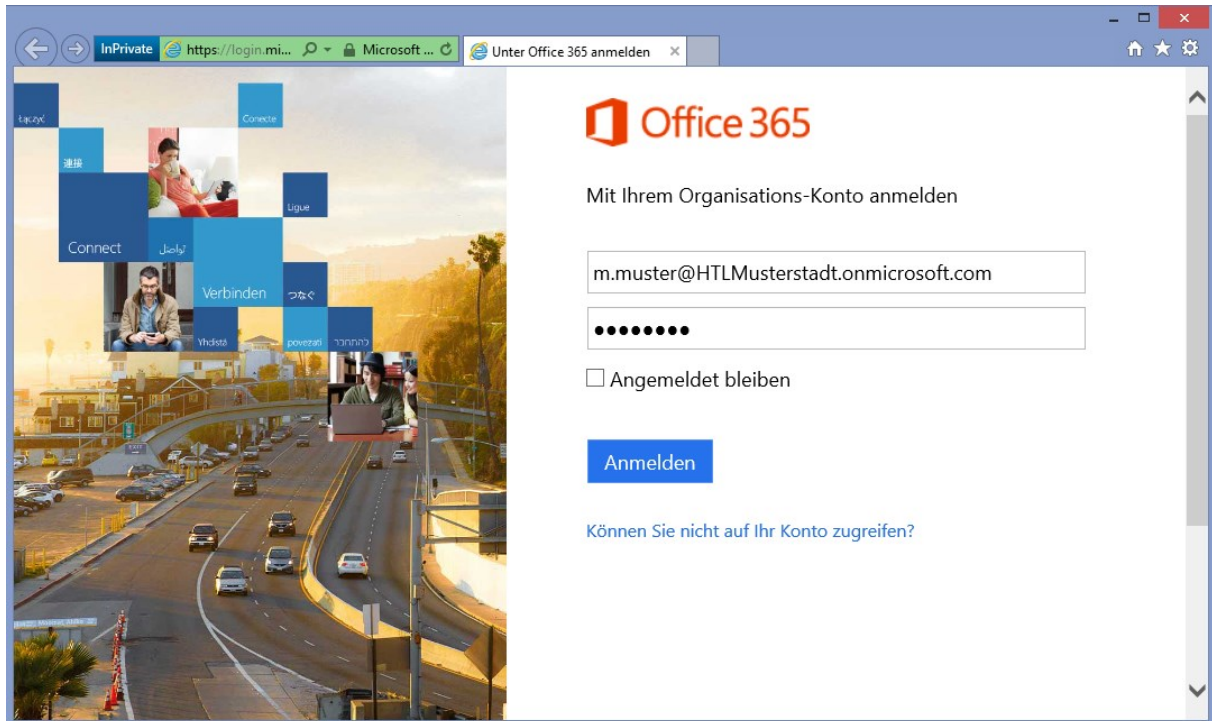 InPrivate https://login.mi... Microsoft ... Unter Office 365 anmelden
Łączyć
Conecte
連接
Ligue
Connect
تواصل
Verbinden
つなぐ
Yhdistä
povezati
להתחבר
Office 365
Mit Ihrem Organisations-Konto anmelden
m.muster@HTLMusterstadt.onmicrosoft.com
●●●●●●●●
Angemeldet bleiben
Anmelden
Können Sie nicht auf Ihr Konto zugreifen?